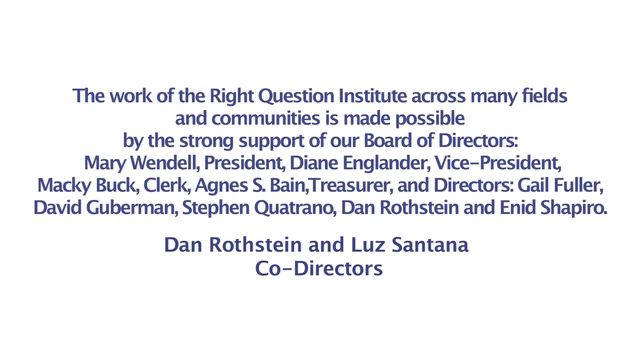 The work of the Right Question Institute across many fields
and communities is made possible
by the strong support of our Board of Directors:
Mary Wendell, President, Diane Englander, Vice-President,
Macky Buck, Clerk, Agnes S. Bain,Treasurer, and Directors: Gail Fuller,
David Guberman, Stephen Quatrano, Dan Rothstein and Enid Shapiro.
Dan Rothstein and Luz Santana
Co-Directors